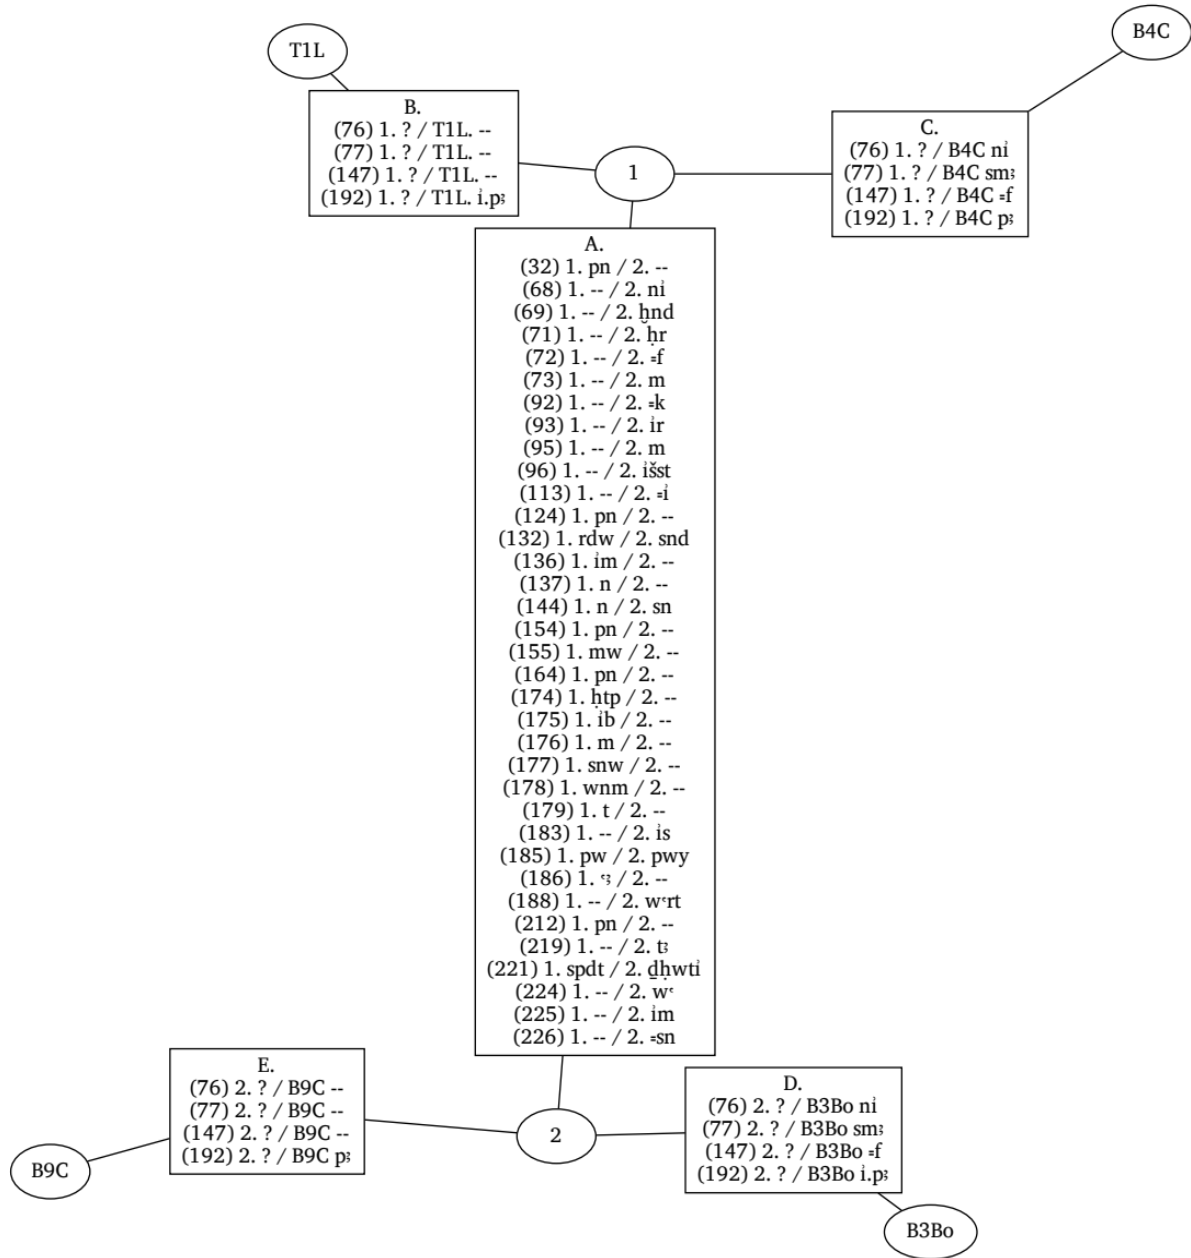 T1L
B4C
B.
(76) 1. ? / T1L. --
(77) 1. ? / T1L. --
(147) 1. ? / T1L. --
(192) 1. ? / T1L. i҆.pꜣ
1
C.
(76) 1. ? / B4C ni҆
(77) 1. ? / B4C smꜣ
(147) 1. ? / B4C ⸗f
(192) 1. ? / B4C pꜣ
A.
(32) 1. pn / 2. --
(68) 1. -- / 2. ni҆
(69) 1. -- / 2. ḫnd
(71) 1. -- / 2. ḥr
(72) 1. -- / 2. ⸗f
(73) 1. -- / 2. m
(92) 1. -- / 2. ⸗k
(93) 1. -- / 2. i҆r
(95) 1. -- / 2. m
(96) 1. -- / 2. i҆šst
(113) 1. -- / 2. ⸗i҆
(124) 1. pn / 2. --
(132) 1. rdw / 2. snd
(136) 1. i҆m / 2. --
(137) 1. n / 2. --
(144) 1. n / 2. sn
(154) 1. pn / 2. --
(155) 1. mw / 2. --
(164) 1. pn / 2. --
(174) 1. ḥtp / 2. --
(175) 1. i҆b / 2. --
(176) 1. m / 2. --
(177) 1. snw / 2. --
(178) 1. wnm / 2. --
(179) 1. t / 2. --
(183) 1. -- / 2. i҆s
(185) 1. pw / 2. pwy
(186) 1. ꜥꜣ / 2. --
(188) 1. -- / 2. wꜥrt
(212) 1. pn / 2. --
(219) 1. -- / 2. tꜣ
(221) 1. spdt / 2. ḏḥwti҆
(224) 1. -- / 2. wꜥ
(225) 1. -- / 2. i҆m
(226) 1. -- / 2. ⸗sn
E.
(76) 2. ? / B9C --
(77) 2. ? / B9C --
(147) 2. ? / B9C --
(192) 2. ? / B9C pꜣ
2
D.
(76) 2. ? / B3Bo ni҆
(77) 2. ? / B3Bo smꜣ
(147) 2. ? / B3Bo ⸗f
(192) 2. ? / B3Bo i҆.pꜣ
B9C
B3Bo